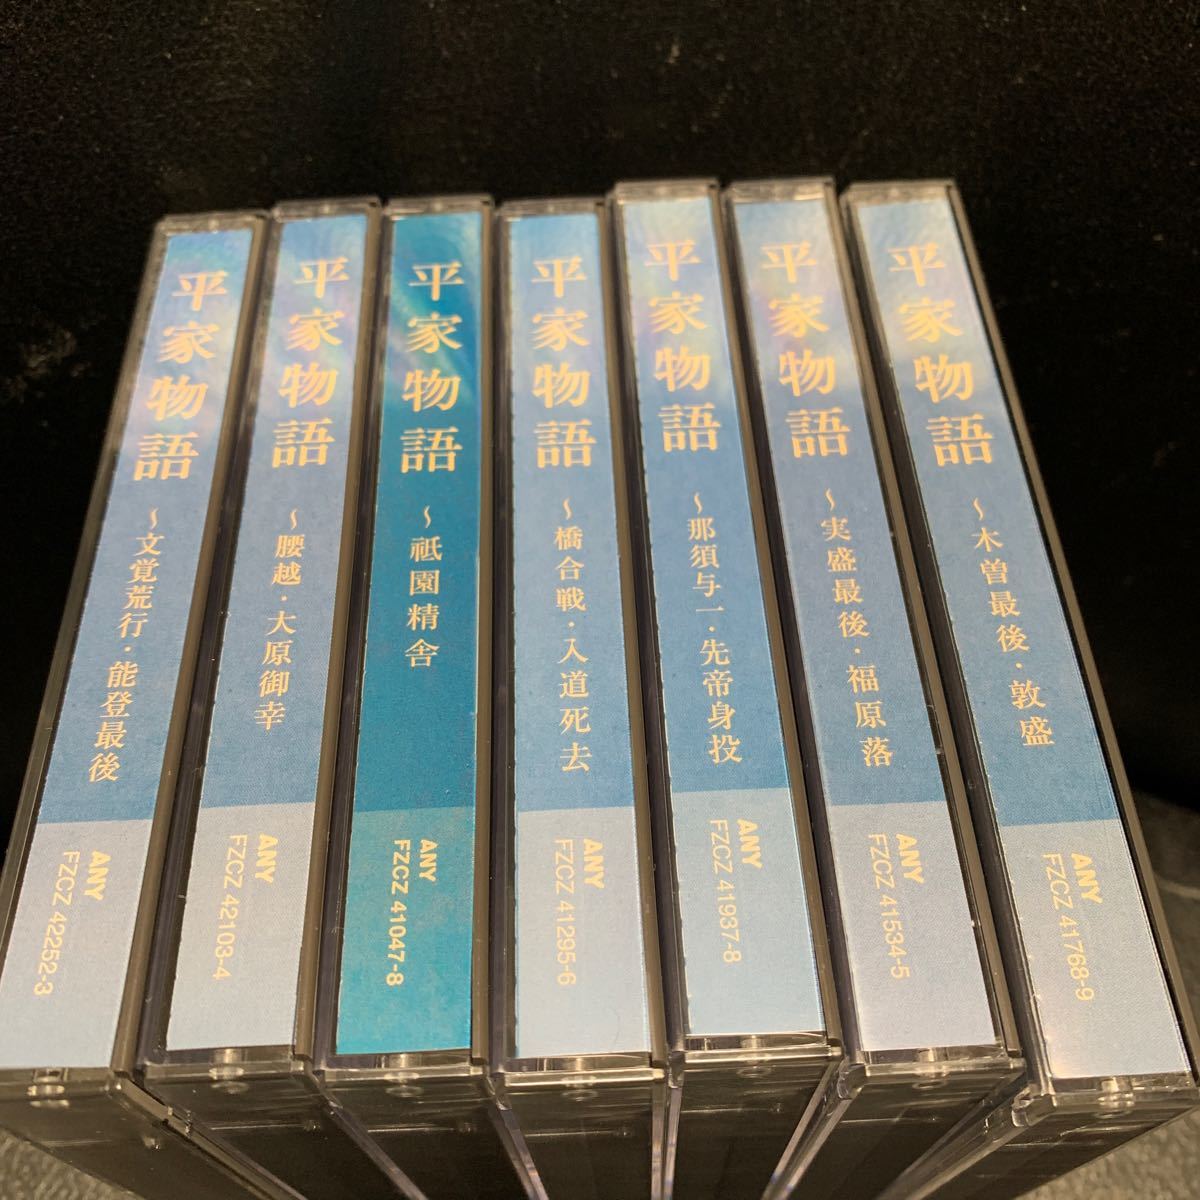 平家物語
～文覚荒行・能登最後
ANY
FZCZ 42252-3
平家物語
～腰越・大原御幸
ANY
FZCZ 42103-4
平家物語
～祇園精舎
ANY
FZCZ 41047-8
平家物語
～橋合戦・入道死去
ANY
FZCZ 41295-6
平家物語
～那須与一・先帝身投
ANY
FZCZ 41937-8
平家物語
～実盛最後・福原落
ANY
FZCZ 41534-5
平家物語
～木曽最後・敦盛
ANY
FZCZ 41768-9